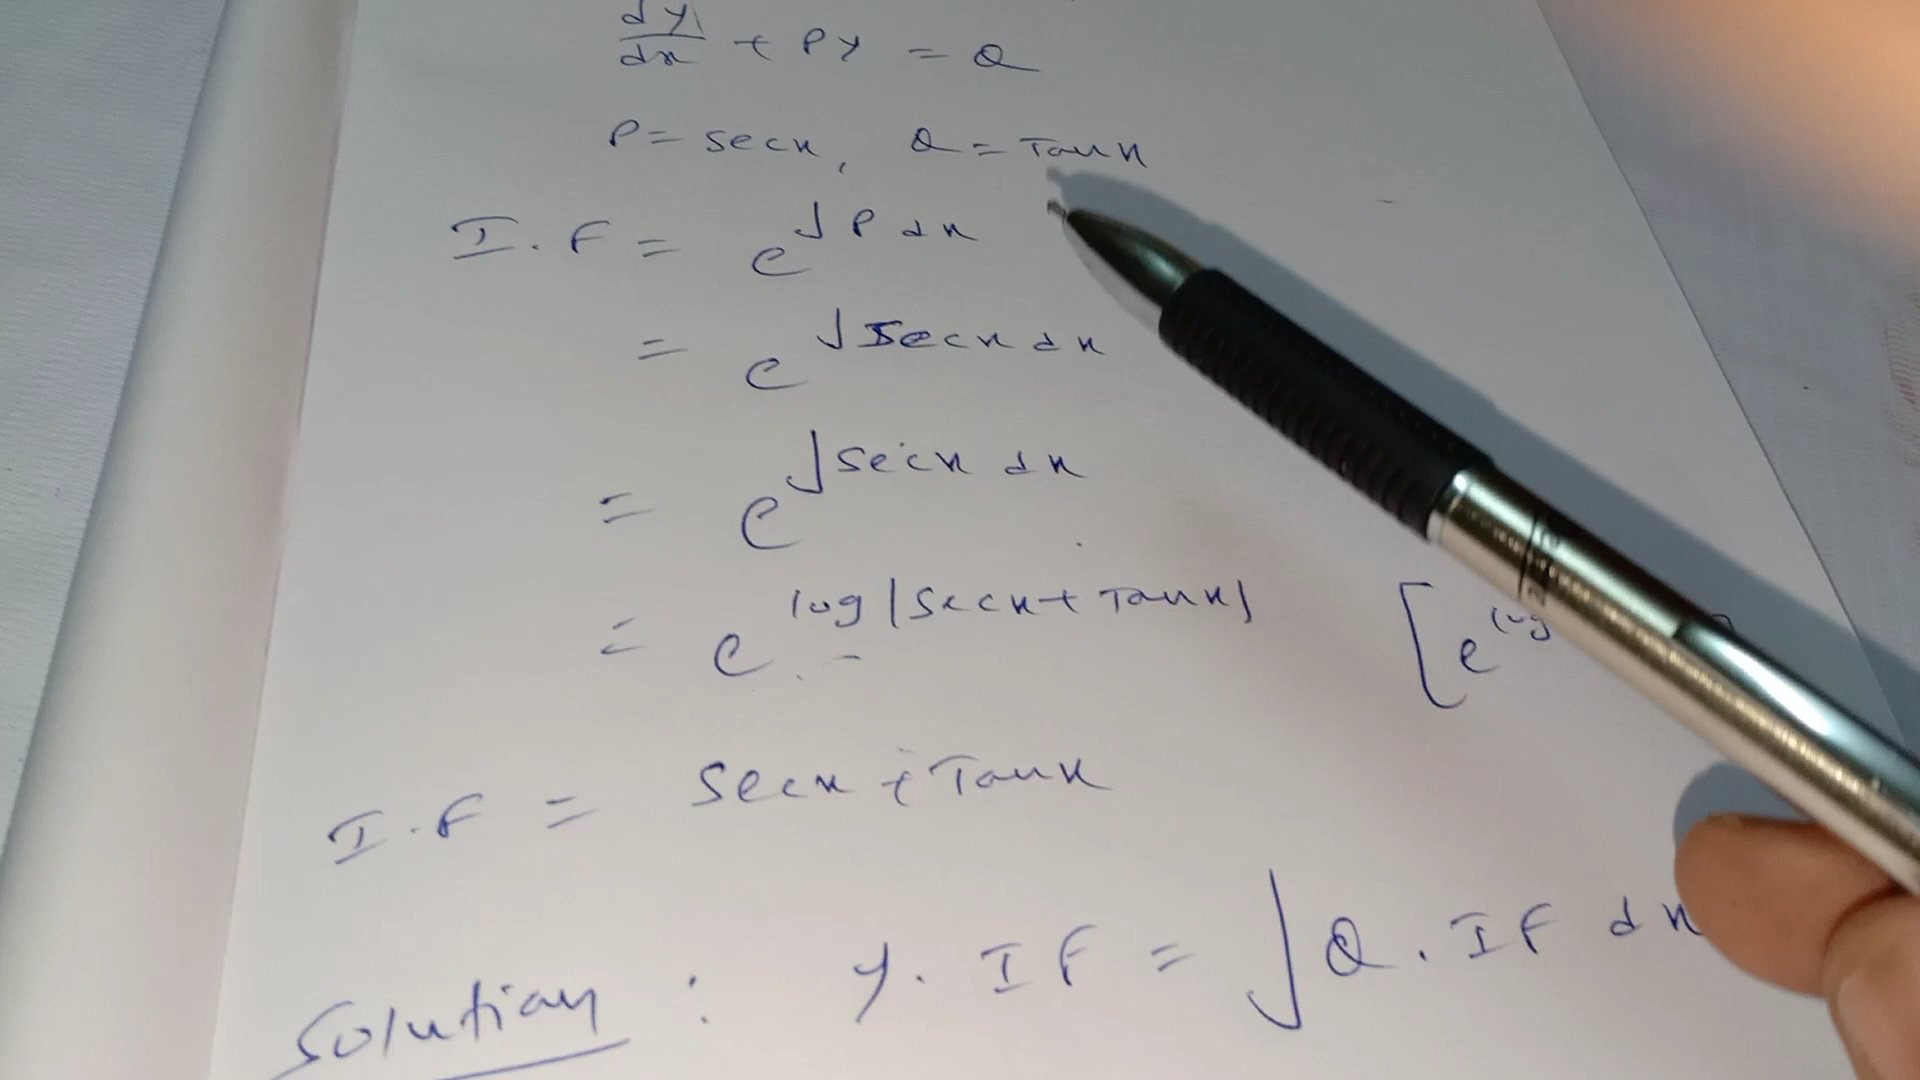 dy/dx + Py = Q
P = secx, Q = Tanx
I.F = e^∫P dx
= e^∫secx dx
= e^∫secx dx
= e^log|secx+Tanx| [e^log
I.F = secx + Tanx
Solution : y. IF = ∫Q. IF dx